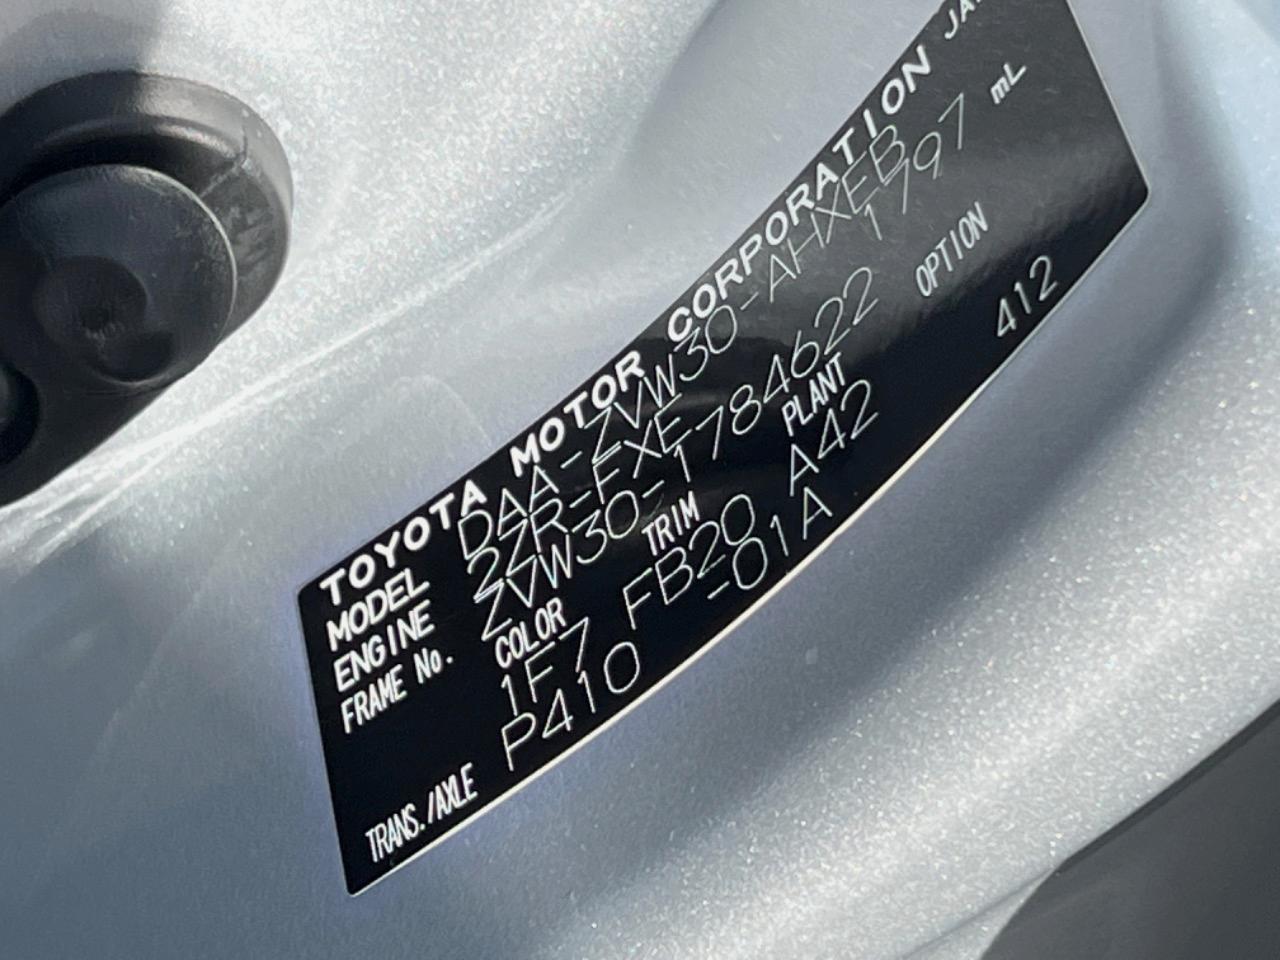 TOYOTA MOTOR CORPORATION JA
MODEL DAA-ZVW30-AHXEB
ENGINE 2ZR-FXE 1797 mL
FRAME No. ZVW30-1784622
COLOR TRIM PLANT OPTION
1F7 FB20 A42 412
TRANS./AXLE P410 -01A